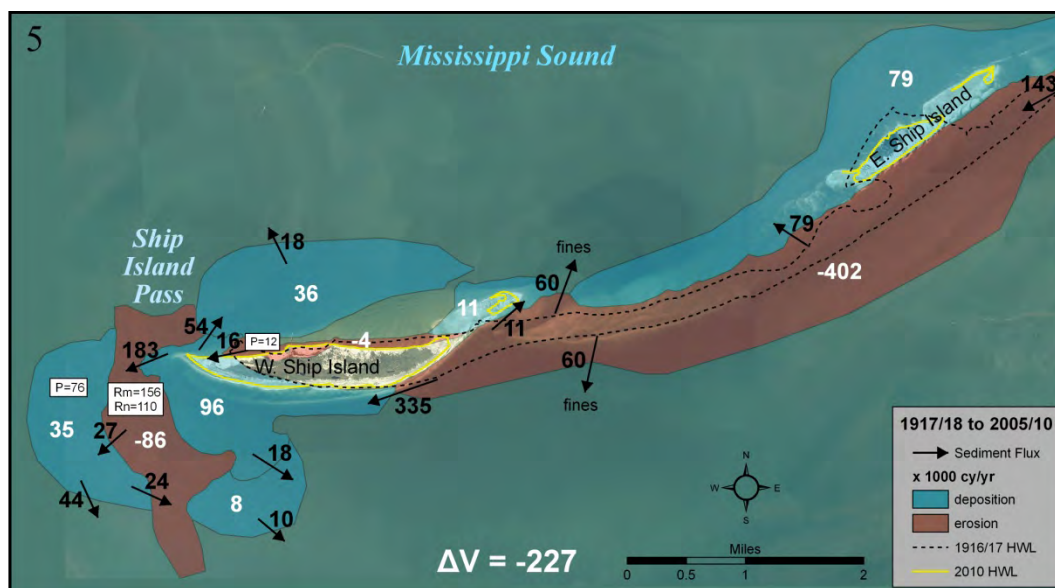 5
Mississippi Sound
79
143
E. Ship Island
79
-402
18
Ship
Island
Pass
36
fines
60
11
11
54
16
P=12
-4
183
W. Ship Island
60
fines
335
P=76
Rm=156
Rn=110
96
35
27
-86
18
24
44
8
10
ΔV = -227
N
W
E
S
Miles
0 0.5 1 2
1917/18 to 2005/10
Sediment Flux
x 1000 cy/yr
deposition
erosion
1916/17 HWL
2010 HWL